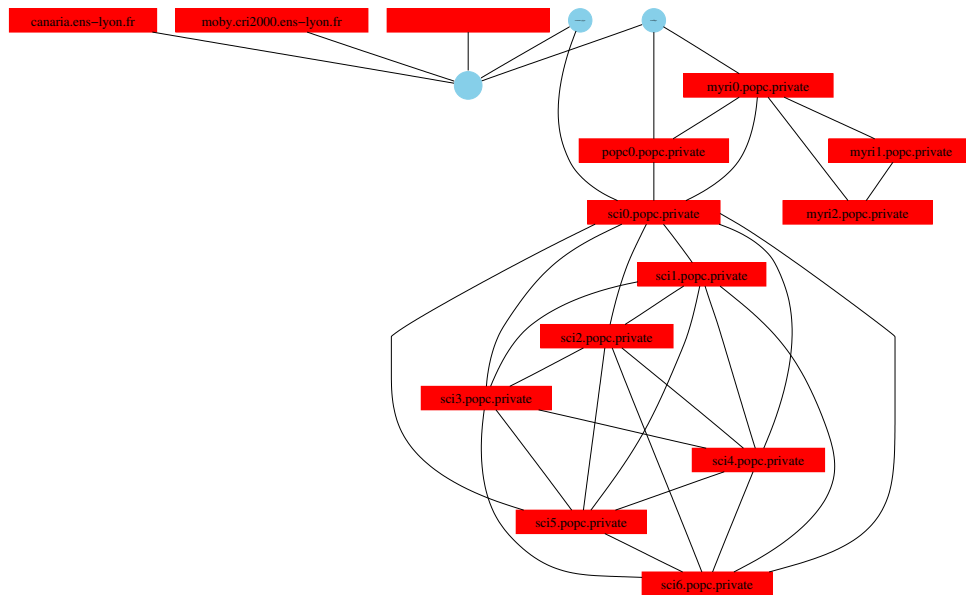 canaria.ens−lyon.fr
moby.cri2000.ens−lyon.fr
myri0.popc.private
popc0.popc.private
myri1.popc.private
sci0.popc.private
myri2.popc.private
sci1.popc.private
sci2.popc.private
sci3.popc.private
sci4.popc.private
sci5.popc.private
sci6.popc.private